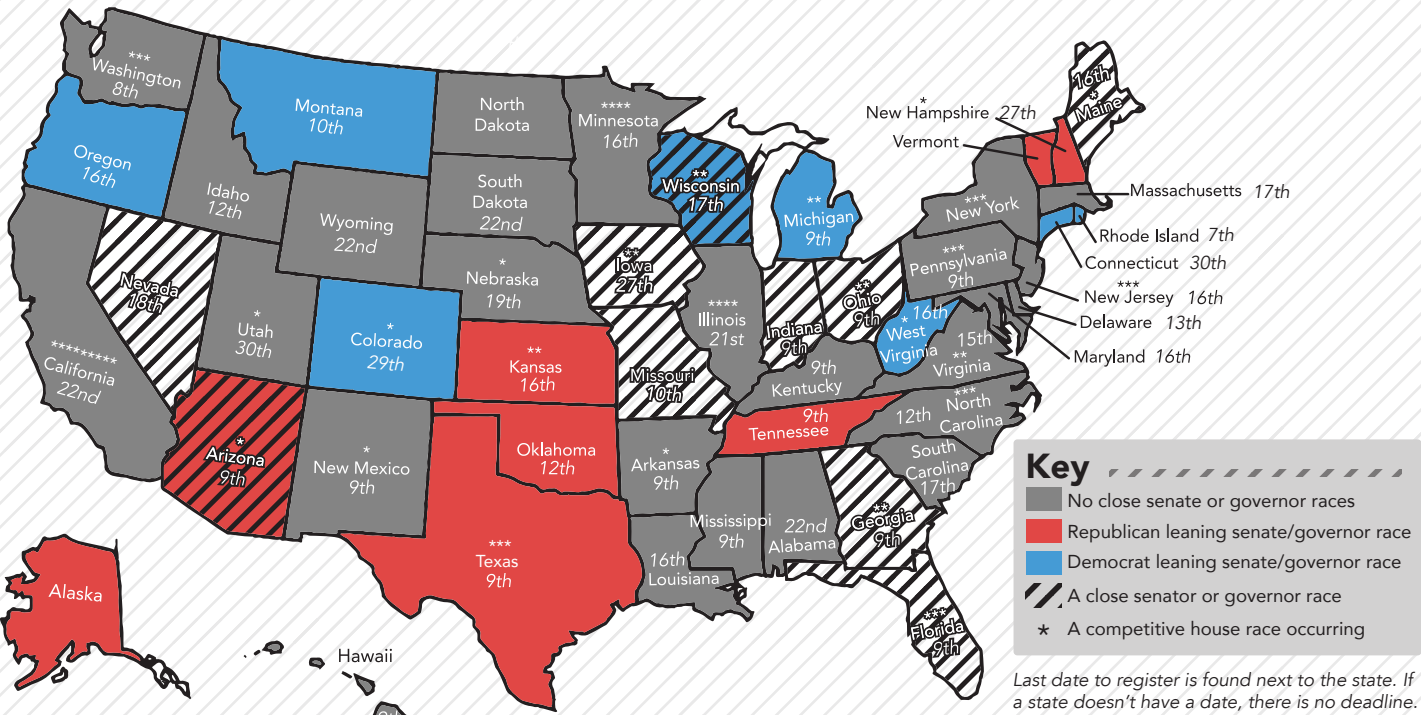 ***
Washington
8th
Montana
10th
North
Dakota
****
Minnesota
16th
Oregon
16th
Idaho
12th
Wyoming
22nd
South
Dakota
22nd
**
Wisconsin
17th
**
Michigan
9th
16th
*
Maine
*
New Hampshire 27th
Vermont
***
New York
Massachusetts 17th
Rhode Island 7th
Connecticut 30th
***
Pennsylvania
9th
New Jersey 16th
***
Delaware 13th
Maryland 16th
Nevada
18th
*
Utah
30th
*
Colorado
29th
*
Nebraska
19th
**
Iowa
27th
****
Illinois
21st
Indiana
9th
**
Ohio
9th
16th
*
West
Virginia
15th
**
Virginia
*********
California
22nd
**
Kansas
16th
Missouri
10th
9th
Kentucky
*
Arizona
9th
*
New Mexico
9th
Oklahoma
12th
*
Arkansas
9th
9th
Tennessee
***
12th North
Carolina
South
Carolina
17th
***
Texas
9th
16th
Louisiana
Mississippi
9th
22nd
Alabama
**
Georgia
9th
***
Florida
9th
Alaska
Hawaii
Key
No close senate or governor races
Republican leaning senate/governor race
Democrat leaning senate/governor race
A close senator or governor race
* A competitive house race occurring
Last date to register is found next to the state. If
a state doesn't have a date, there is no deadline.